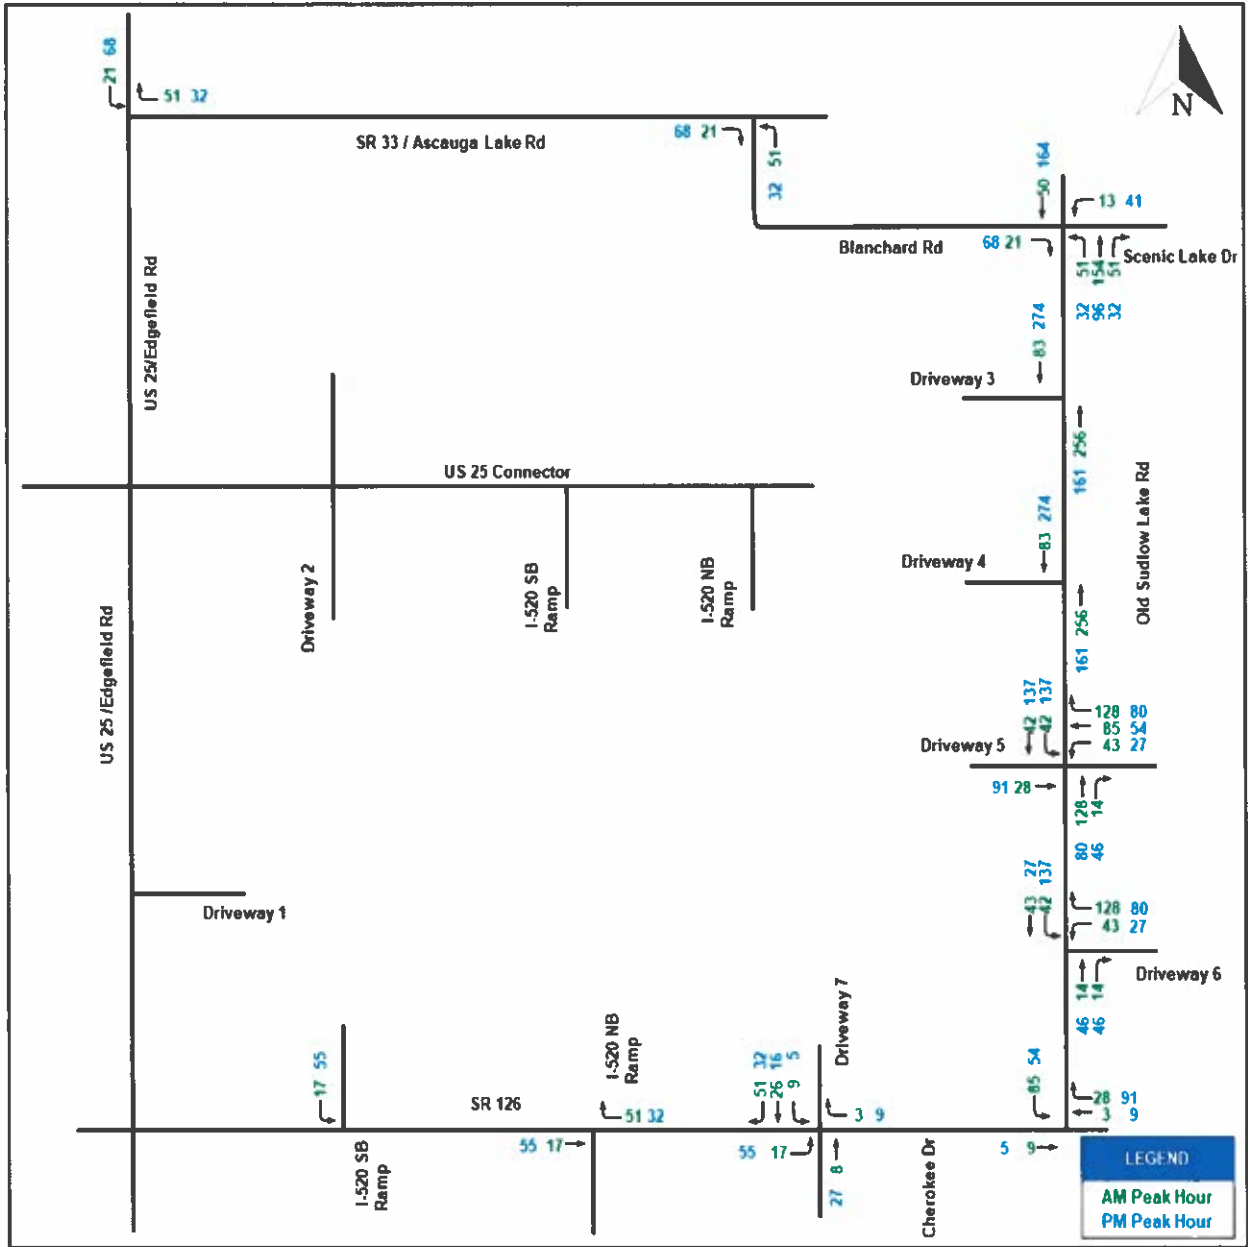 21 68
51 32
N
SR 33 / Ascauga Lake Rd
68 21
32 51
50 164
13 41
Blanchard Rd
68 21
51 154 51
Scenic Lake Dr
32 96 32
US 25/Edgefield Rd
83 274
Driveway 3
161 256
US 25 Connector
Old Sudlow Lake Rd
83 274
Driveway 4
Driveway 2
I-520 SB
Ramp
I-520 NB
Ramp
161 256
US 25 /Edgefield Rd
137 137
42 42
128 80
85 54
43 27
Driveway 5
91 28
128 14
80 46
27 137
43 42
128 80
43 27
Driveway 1
Driveway 6
14 14
46 46
Driveway 7
17 55
I-520 NB
Ramp
32 16 5
51 26 9
85 54
28 91
3 9
SR 126
51 32
3 9
55 17
55 17
27 8
5 9
I-520 SB
Ramp
Cherokee Dr
LEGEND
AM Peak Hour
PM Peak Hour